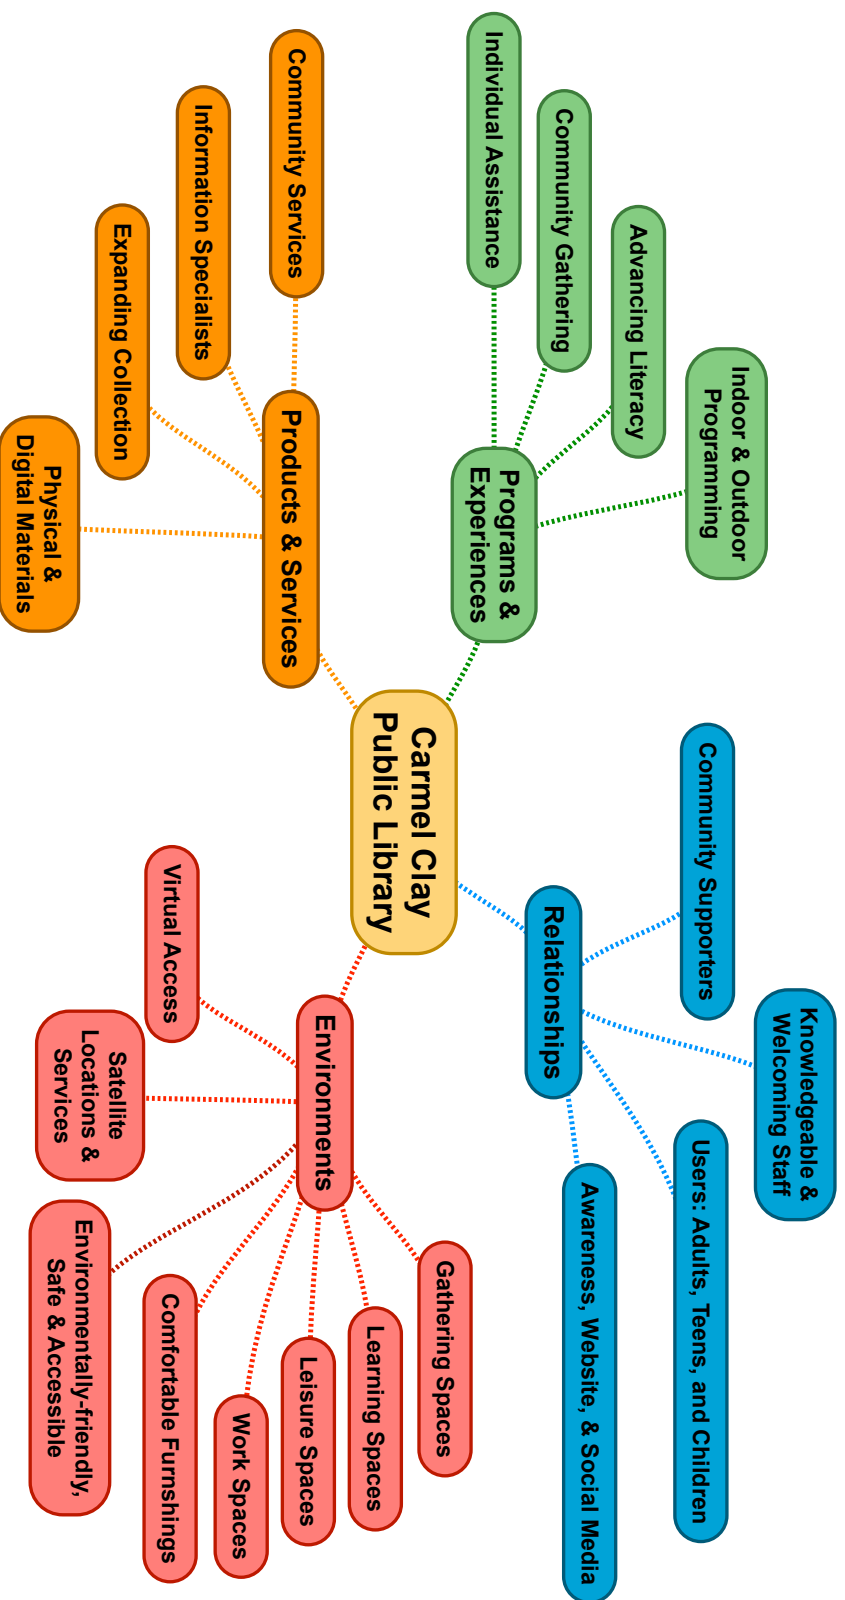 Indoor & Outdoor
Programming
Advancing Literacy
Community Gathering
Individual Assistance
Programs &
Experiences
Community Services
Information Specialists
Expanding Collection
Physical &
Digital Materials
Products & Services
Carmel Clay
Public Library
Knowledgeable &
Welcoming Staff
Community Supporters
Users: Adults, Teens, and Children
Awareness, Website, & Social Media
Relationships
Environments
Gathering Spaces
Learning Spaces
Leisure Spaces
Work Spaces
Comfortable Furnshings
Environmentally-friendly,
Safe & Accessible
Satellite
Locations &
Services
Virtual Access